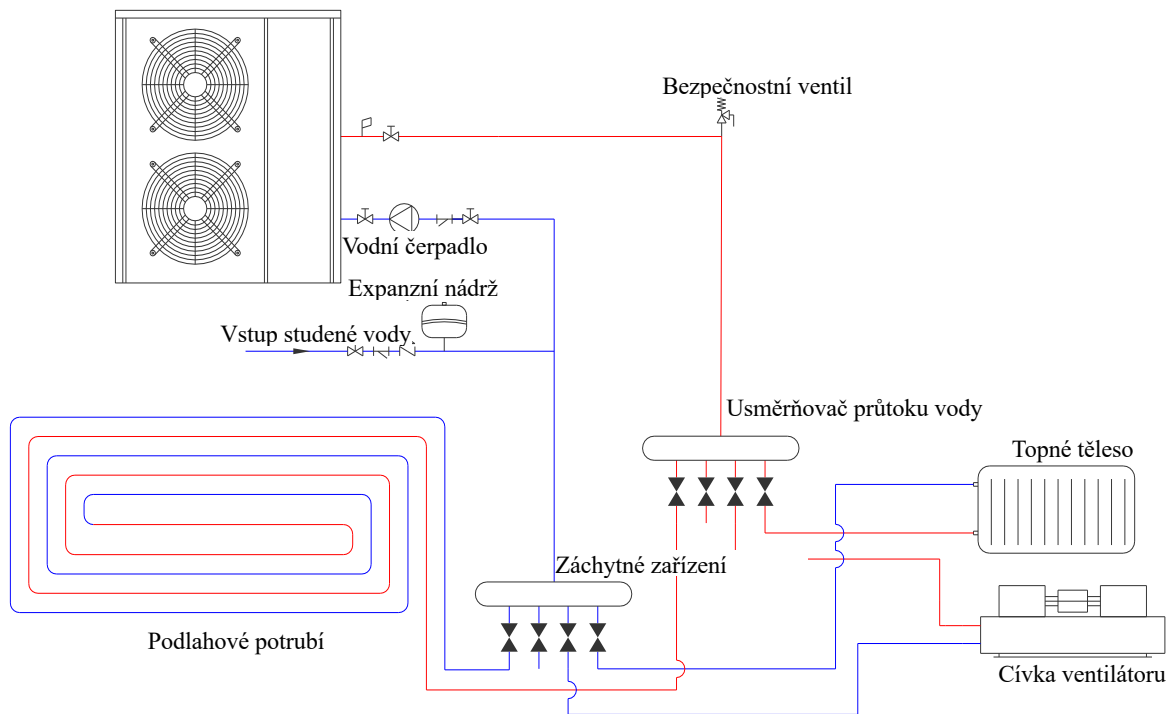 Bezpečnostní ventil
Vodní čerpadlo
Expanzní nádrž
Vstup studené vody
Usměrňovač průtoku vody
Topné těleso
Záchytné zařízení
Podlahové potrubí
Cívka ventilátoru